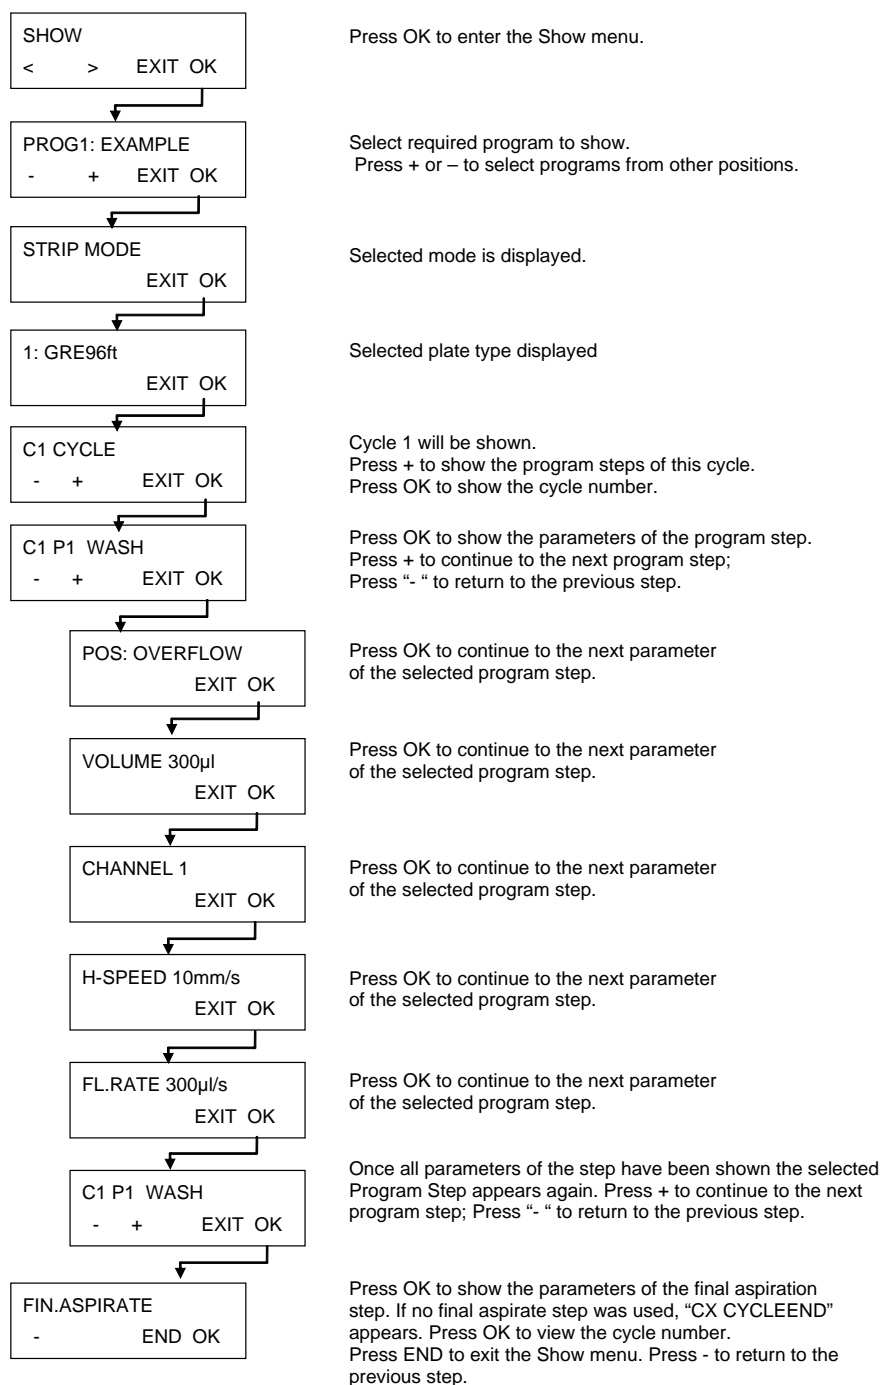 SHOW
< > EXIT OK
Press OK to enter the Show menu.
PROG1: EXAMPLE
- + EXIT OK
Select required program to show.
Press + or – to select programs from other positions.
STRIP MODE
EXIT OK
Selected mode is displayed.
1: GRE96ft
EXIT OK
Selected plate type displayed
C1 CYCLE
- + EXIT OK
Cycle 1 will be shown.
Press + to show the program steps of this cycle.
Press OK to show the cycle number.
C1 P1 WASH
- + EXIT OK
Press OK to show the parameters of the program step.
Press + to continue to the next program step;
Press “- “ to return to the previous step.
POS: OVERFLOW
EXIT OK
Press OK to continue to the next parameter
of the selected program step.
VOLUME 300µl
EXIT OK
Press OK to continue to the next parameter
of the selected program step.
CHANNEL 1
EXIT OK
Press OK to continue to the next parameter
of the selected program step.
H-SPEED 10mm/s
EXIT OK
Press OK to continue to the next parameter
of the selected program step.
FL.RATE 300µl/s
EXIT OK
Press OK to continue to the next parameter
of the selected program step.
C1 P1 WASH
- + EXIT OK
Once all parameters of the step have been shown the selected
Program Step appears again. Press + to continue to the next
program step; Press “- “ to return to the previous step.
FIN.ASPIRATE
- END OK
Press OK to show the parameters of the final aspiration
step. If no final aspirate step was used, “CX CYCLEEND”
appears. Press OK to view the cycle number.
Press END to exit the Show menu. Press - to return to the
previous step.